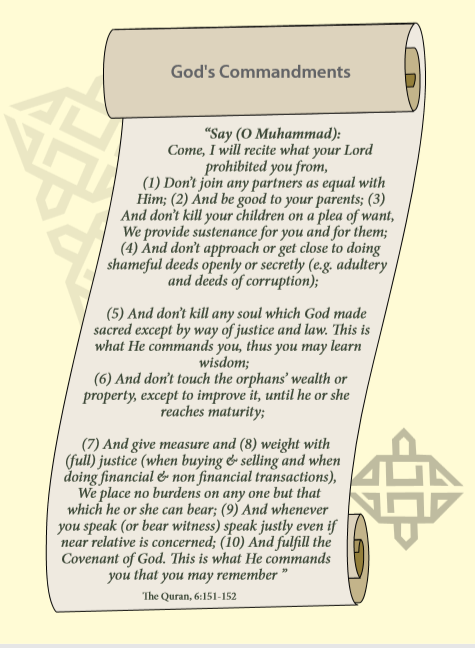 God's Commandments
“Say (O Muhammad):
Come, I will recite what your Lord
prohibited you from,
(1) Don’t join any partners as equal with
Him; (2) And be good to your parents; (3)
And don’t kill your children on a plea of want,
We provide sustenance for you and for them;
(4) And don’t approach or get close to doing
shameful deeds openly or secretly (e.g. adultery
and deeds of corruption);
(5) And don’t kill any soul which God made
sacred except by way of justice and law. This is
what He commands you, thus you may learn
wisdom;
(6) And don’t touch the orphans’ wealth or
property, except to improve it, until he or she
reaches maturity;
(7) And give measure and (8) weight with
(full) justice (when buying & selling and when
doing financial & non financial transactions),
We place no burdens on any one but that
which he or she can bear; (9) And whenever
you speak (or bear witness) speak justly even if
near relative is concerned; (10) And fulfill the
Covenant of God. This is what He commands
you that you may remember ”
The Quran, 6:151-152